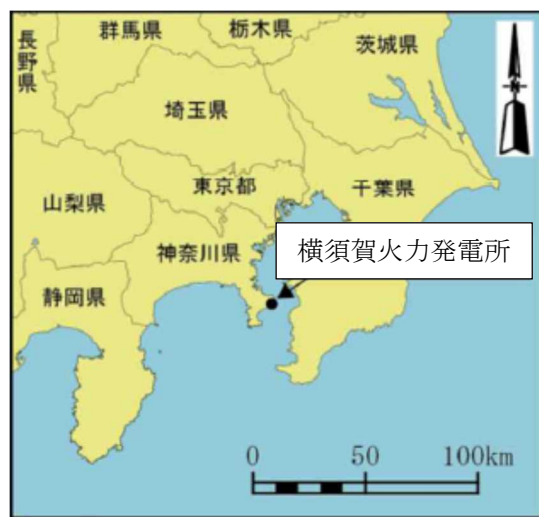 群馬県
栃木県
茨城県
長野県
埼玉県
東京都
千葉県
山梨県
神奈川県
横須賀火力発電所
静岡県
N
0 50 100km